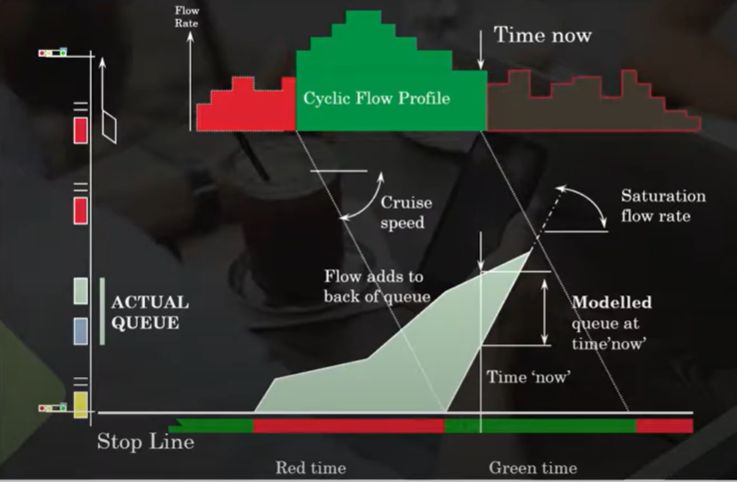 Flow
Rate
Time now
Cyclic Flow Profile
Cruise
speed
Saturation
flow rate
Flow adds to
back of queue
ACTUAL
QUEUE
Modelled
queue at
time'now'
Time 'now'
Stop Line
Red time
Green time